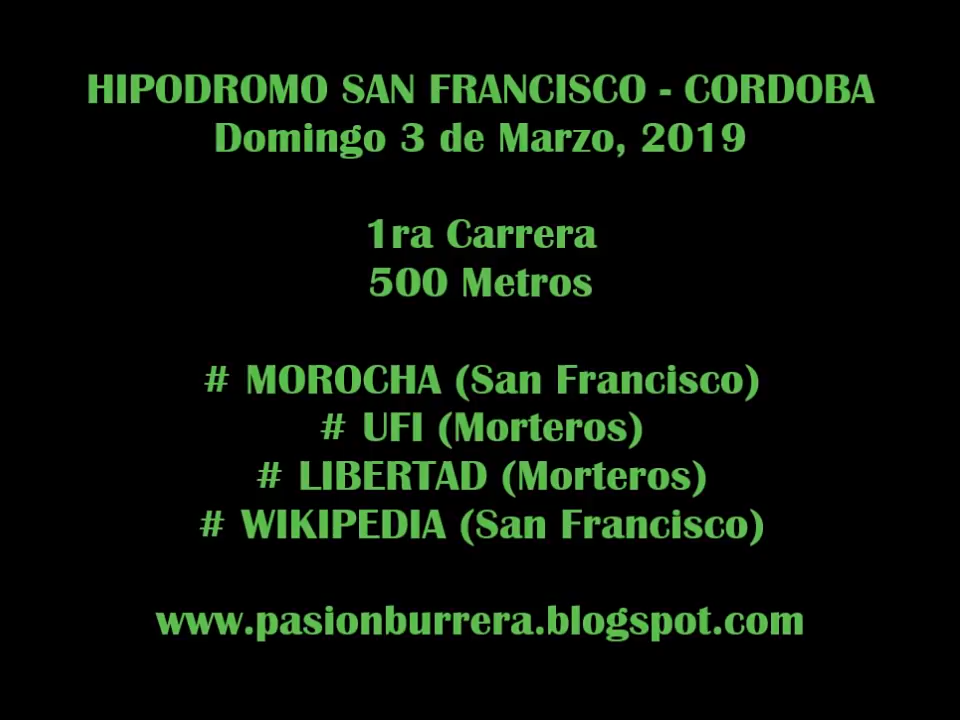 HIPODROMO SAN FRANCISCO - CORDOBA
Domingo 3 de Marzo, 2019
1ra Carrera
500 Metros
# MOROCHA (San Francisco)
# UFI (Morteros)
# LIBERTAD (Morteros)
# WIKIPEDIA (San Francisco)
www.pasionburrera.blogspot.com